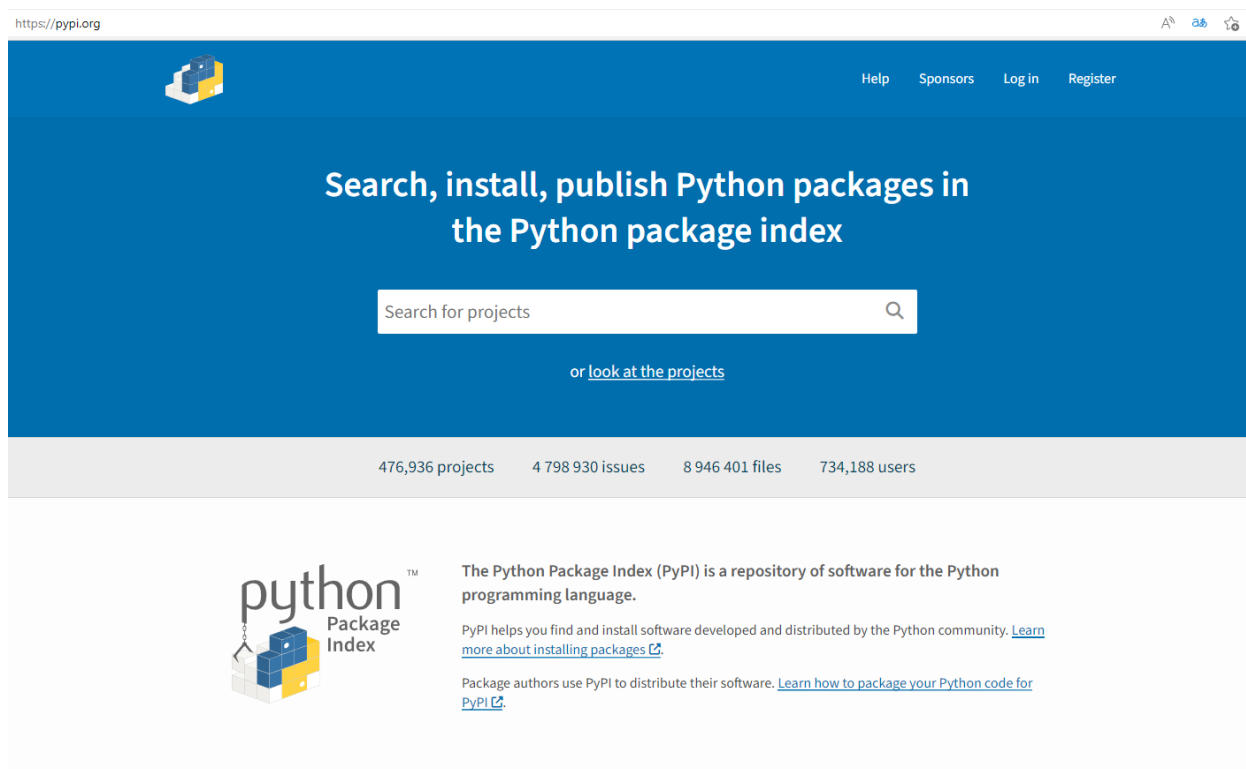 https://pypi.org
Help Sponsors Log in Register
Search, install, publish Python packages in
the Python package index
Search for projects
or look at the projects
476,936 projects 4 798 930 issues 8 946 401 files 734,188 users
python™
Package
Index
The Python Package Index (PyPI) is a repository of software for the Python
programming language.
PyPI helps you find and install software developed and distributed by the Python community. Learn
more about installing packages.
Package authors use PyPI to distribute their software. Learn how to package your Python code for
PyPI.